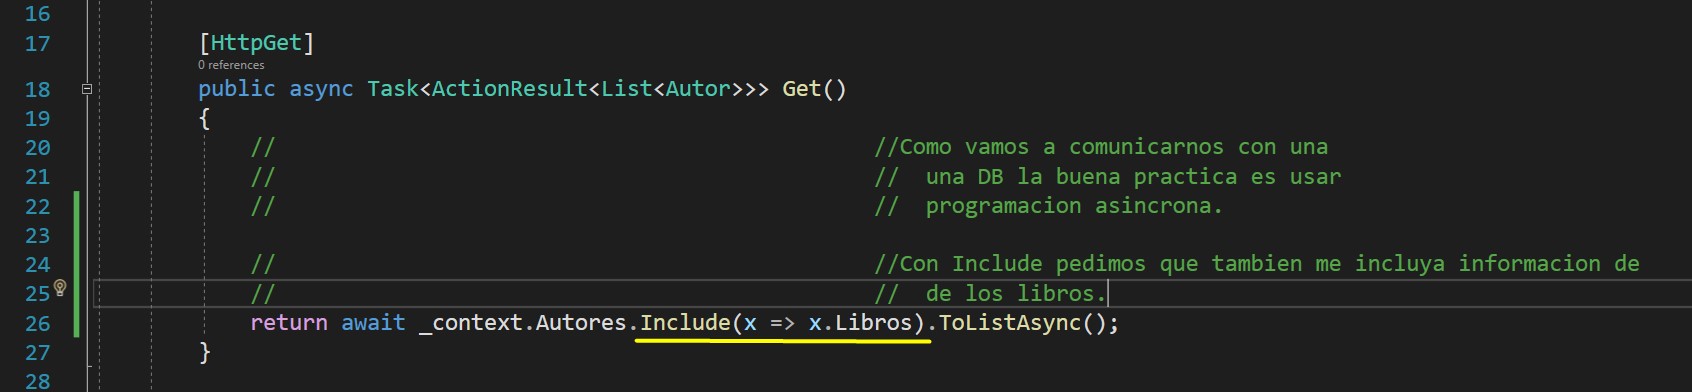 16
17 [HttpGet]
0 references
18 public async Task<ActionResult<List<Autor>>> Get()
19 {
20 // //Como vamos a comunicarnos con una
21 // // una DB la buena practica es usar
22 // // programacion asincrona.
23
24 // //Con Include pedimos que tambien me incluya informacion de
25 // // de los libros.
26 return await _context.Autores.Include(x => x.Libros).ToListAsync();
27 }
28